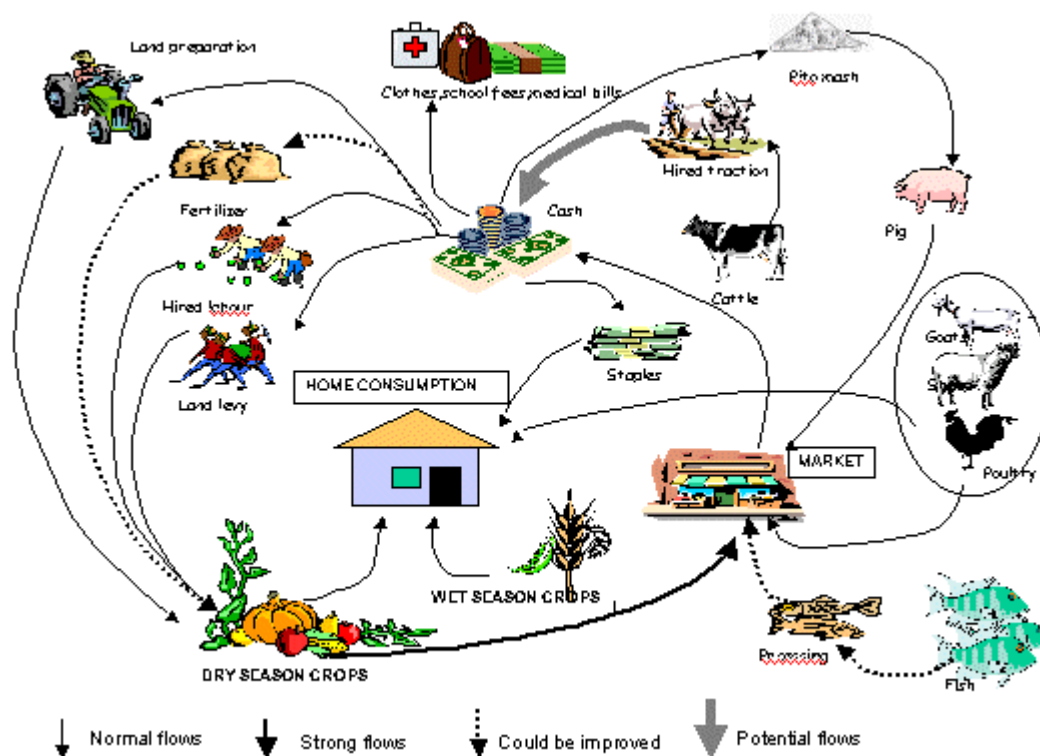 Land preparation
Clothes,school fees,medical bills
Pito mash
Hired traction
Fertilizer
Cash
Pig
Cattle
Goats
Hired labour
Staples
Land levy
HOME CONSUMPTION
MARKET
Poultry
WET SEASON CROPS
Processing
Fish
DRY SEASON CROPS
Normal flows
Strong flows
Could be improved
Potential flows